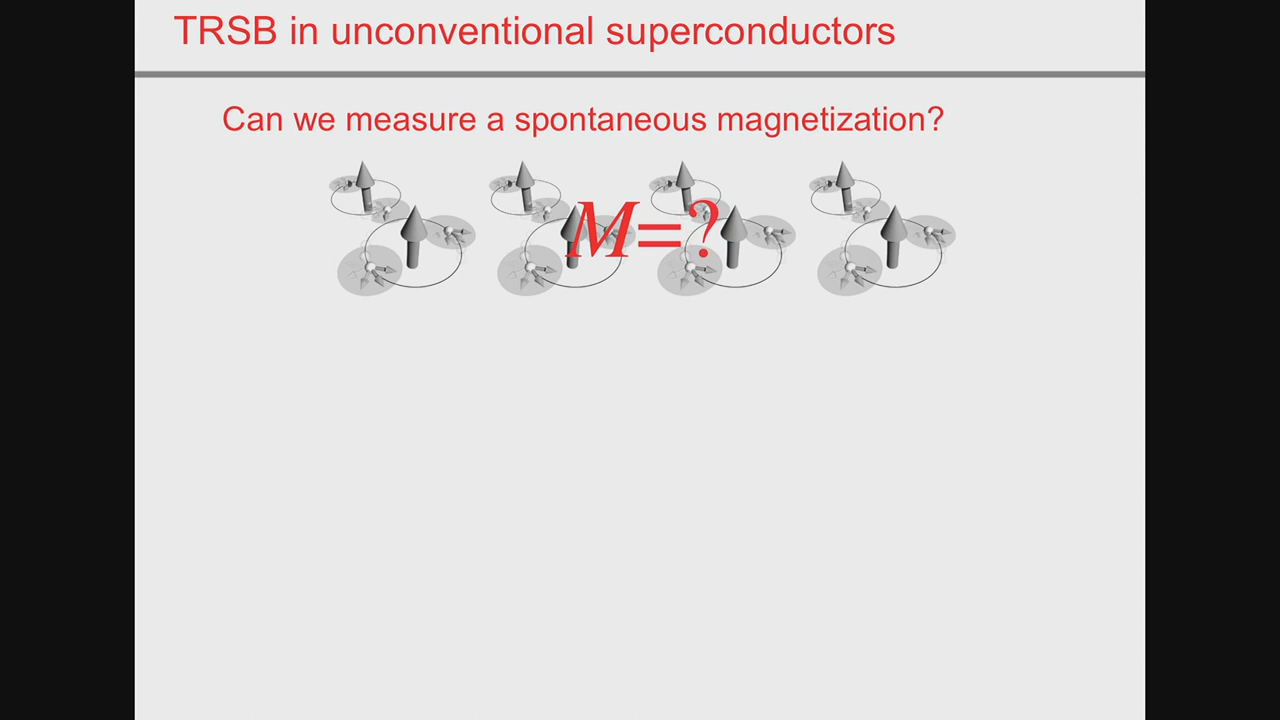 TRSB in unconventional superconductors
Can we measure a spontaneous magnetization?
M=?